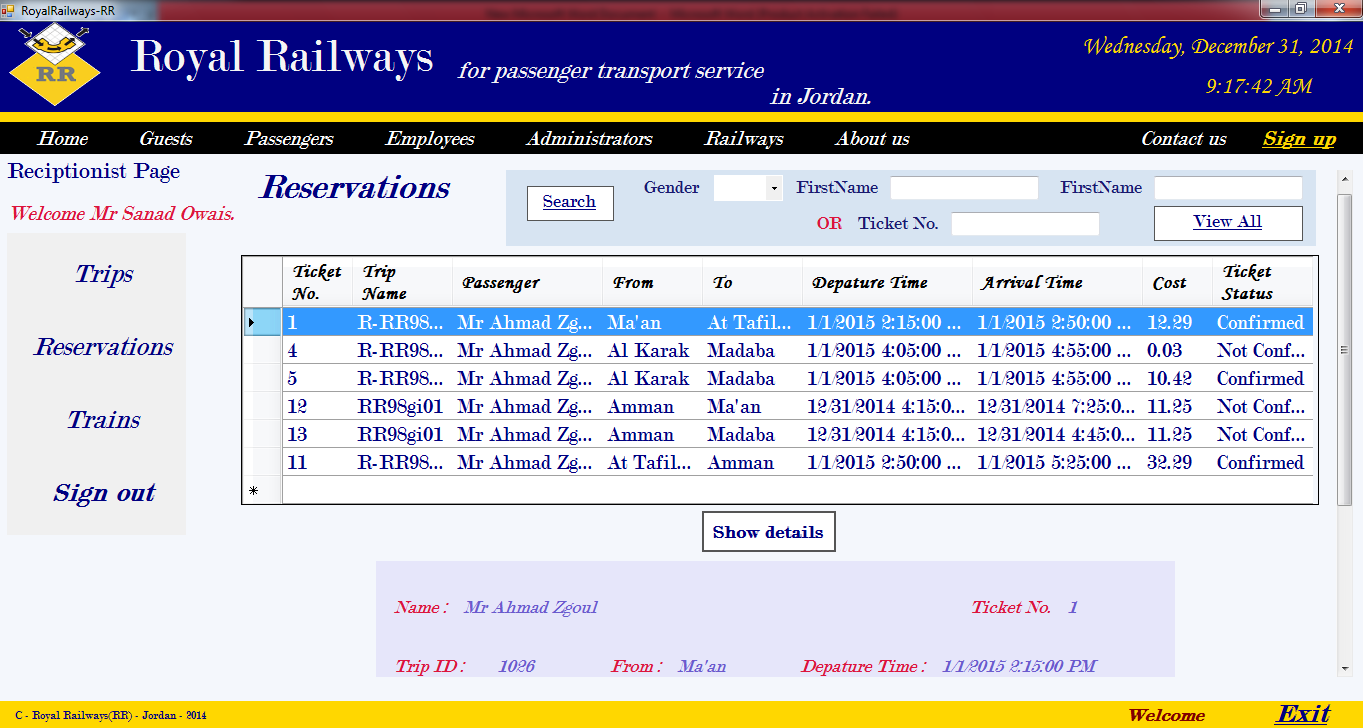 RoyalRailways-RR
RR
Royal Railways for passenger transport service
in Jordan.
Wednesday, December 31, 2014
9:17:42 AM
Home Guests Passengers Employees Administrators Railways About us Contact us Sign up
Reciptionist Page
Welcome Mr Sanad Owais.
Trips
Reservations
Trains
Sign out
Reservations
Search Gender FirstName FirstName
OR Ticket No. View All
Ticket No. Trip Name Passenger From To Depature Time Arrival Time Cost Ticket Status
1 R-RR98... Mr Ahmad Zg... Ma'an At Tafil... 1/1/2015 2:15:00 ... 1/1/2015 2:50:00 ... 12.29 Confirmed
4 R-RR98... Mr Ahmad Zg... Al Karak Madaba 1/1/2015 4:05:00 ... 1/1/2015 4:55:00 ... 0.03 Not Conf...
5 R-RR98... Mr Ahmad Zg... Al Karak Madaba 1/1/2015 4:05:00 ... 1/1/2015 4:55:00 ... 10.42 Confirmed
12 RR98gi01 Mr Ahmad Zg... Amman Ma'an 12/31/2014 4:15:0... 12/31/2014 7:25:0... 11.25 Not Conf...
13 RR98gi01 Mr Ahmad Zg... Amman Madaba 12/31/2014 4:15:0... 12/31/2014 4:45:0... 11.25 Not Conf...
11 R-RR98... Mr Ahmad Zg... At Tafil... Amman 1/1/2015 2:50:00 ... 1/1/2015 5:25:00 ... 32.29 Confirmed
Show details
Name : Mr Ahmad Zgoul Ticket No. 1
Trip ID : 1026 From : Ma'an Depature Time : 1/1/2015 2:15:00 PM
C - Royal Railways(RR) - Jordan - 2014 Welcome Exit